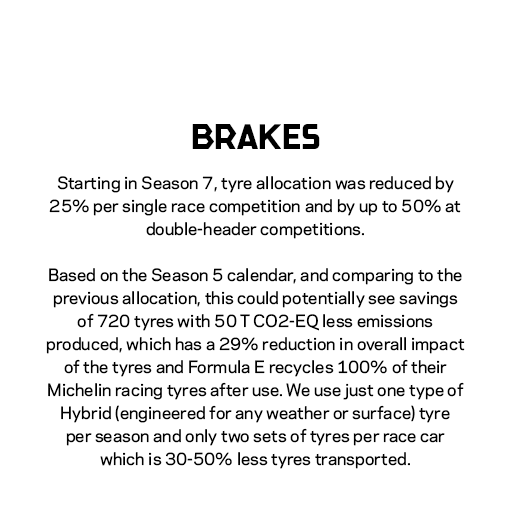 BRAKES
Starting in Season 7, tyre allocation was reduced by
25% per single race competition and by up to 50% at
double-header competitions.
Based on the Season 5 calendar, and comparing to the
previous allocation, this could potentially see savings
of 720 tyres with 50 T CO2-EQ less emissions
produced, which has a 29% reduction in overall impact
of the tyres and Formula E recycles 100% of their
Michelin racing tyres after use. We use just one type of
Hybrid (engineered for any weather or surface) tyre
per season and only two sets of tyres per race car
which is 30-50% less tyres transported.